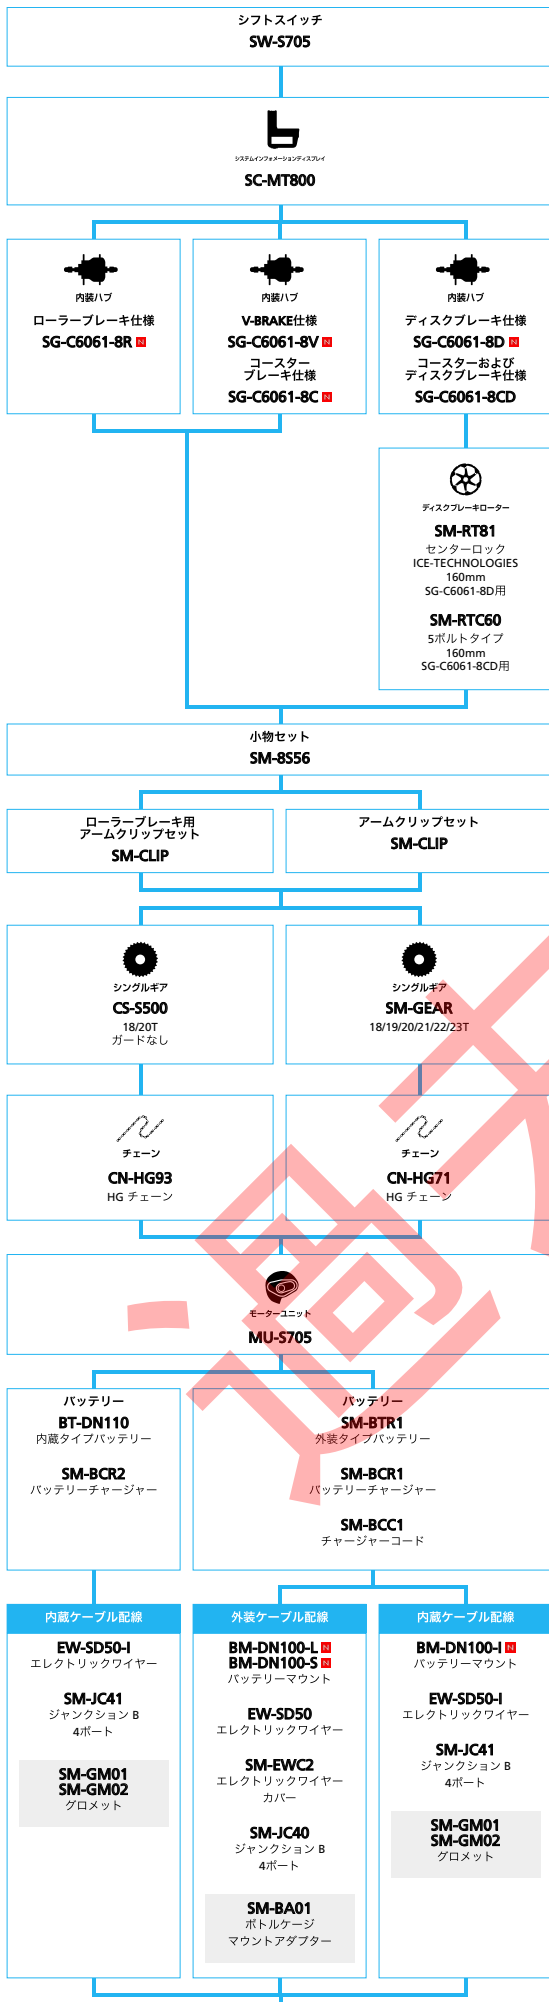 シフトスイッチ
SW-S705
システムインフォメーションディスプレイ
SC-MT800
内装ハブ
ローラーブレーキ仕様
SG-C6061-8R N
内装ハブ
V-BRAKE仕様
SG-C6061-8V N
コースター
ブレーキ仕様
SG-C6061-8C N
内装ハブ
ディスクブレーキ仕様
SG-C6061-8D N
コースターおよび
ディスクブレーキ仕様
SG-C6061-8CD
ディスクブレーキローター
SM-RT81
センターロック
ICE-TECHNOLOGIES
160mm
SG-C6061-8D用
SM-RTC60
5ボルトタイプ
160mm
SG-C6061-8CD用
小物セット
SM-8S56
ローラーブレーキ用
アームクリップセット
SM-CLIP
アームクリップセット
SM-CLIP
シングルギア
CS-S500
18/20T
ガードなし
シングルギア
SM-GEAR
18/19/20/21/22/23T
チェーン
CN-HG93
HG チェーン
チェーン
CN-HG71
HG チェーン
モーターユニット
MU-S705
バッテリー
BT-DN110
内蔵タイプバッテリー
SM-BCR2
バッテリーチャージャー
バッテリー
SM-BTR1
外装タイプバッテリー
SM-BCR1
バッテリーチャージャー
SM-BCC1
チャージャーコード
内蔵ケーブル配線
EW-SD50-I
エレクトリックワイヤー
SM-JC41
ジャンクション B
4ポート
SM-GM01
SM-GM02
グロメット
外装ケーブル配線
BM-DN100-L N
BM-DN100-S N
バッテリーマウント
EW-SD50
エレクトリックワイヤー
SM-EWC2
エレクトリックワイヤー
カバー
SM-JC40
ジャンクション B
4ポート
SM-BA01
ボトルケージ
マウントアダプター
内蔵ケーブル配線
BM-DN100-I N
バッテリーマウント
EW-SD50-I
エレクトリックワイヤー
SM-JC41
ジャンクション B
4ポート
SM-GM01
SM-GM02
グロメット